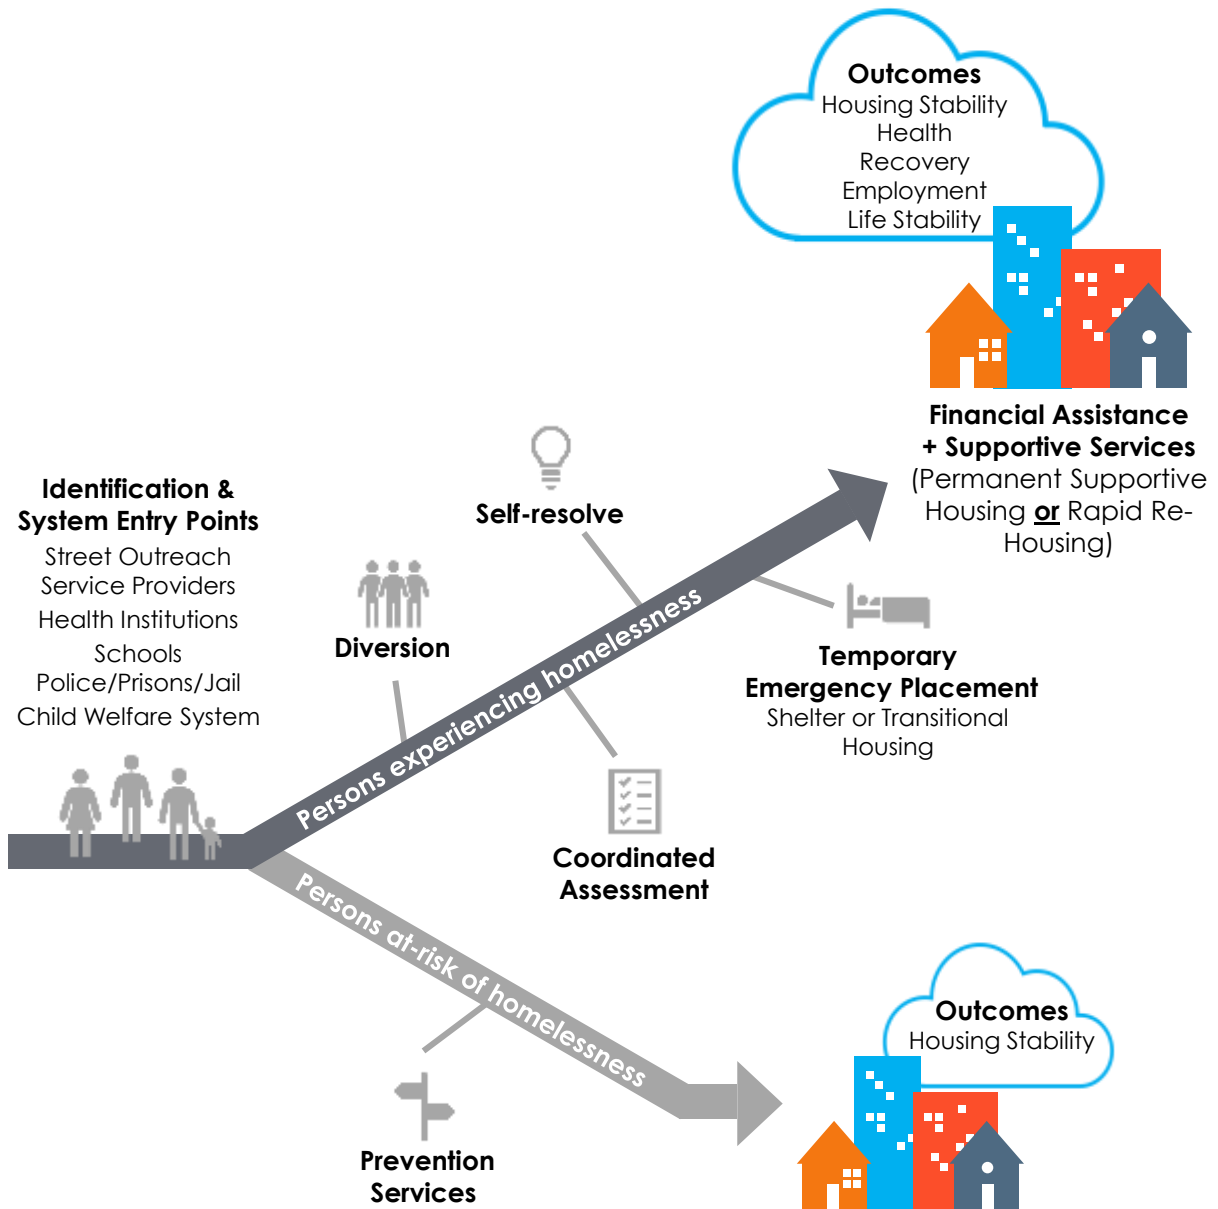 Outcomes
Housing Stability
Health
Recovery
Employment
Life Stability
Financial Assistance
+ Supportive Services
(Permanent Supportive
Housing or Rapid Re-
Housing)
Identification &
System Entry Points
Street Outreach
Service Providers
Health Institutions
Schools
Police/Prisons/Jail
Child Welfare System
Self-resolve
Diversion
Persons experiencing homelessness
Temporary
Emergency Placement
Shelter or Transitional
Housing
Coordinated
Assessment
Persons at-risk of homelessness
Prevention
Services
Outcomes
Housing Stability